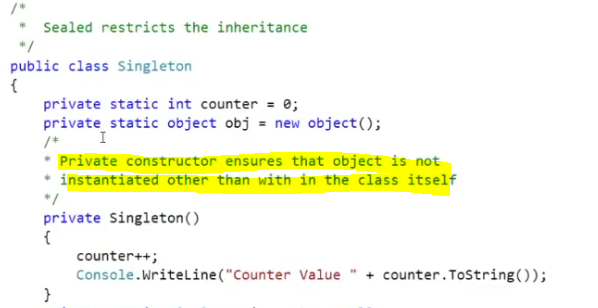 /*
* Sealed restricts the inheritance
*/
public class Singleton
{
private static int counter = 0;
private static object obj = new object();
/*
* Private constructor ensures that object is not
* instantiated other than with in the class itself
*/
private Singleton()
{
counter++;
Console.WriteLine("Counter Value " + counter.ToString());
}